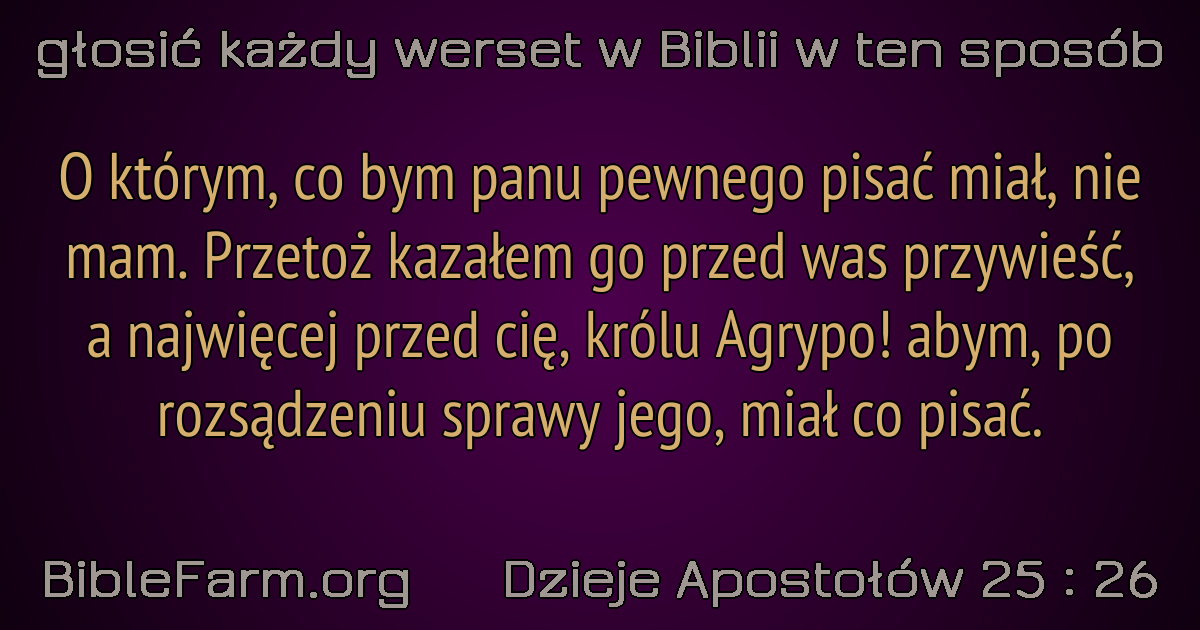 głosić każdy werset w Biblii w ten sposób
O którym, co bym panu pewnego pisać miał, nie
mam. Przetoż kazałem go przed was przywieść,
a najwięcej przed cię, królu Agrypo! abym, po
rozsądzeniu sprawy jego, miał co pisać.
BibleFarm.org Dzieje Apostołów 25 : 26